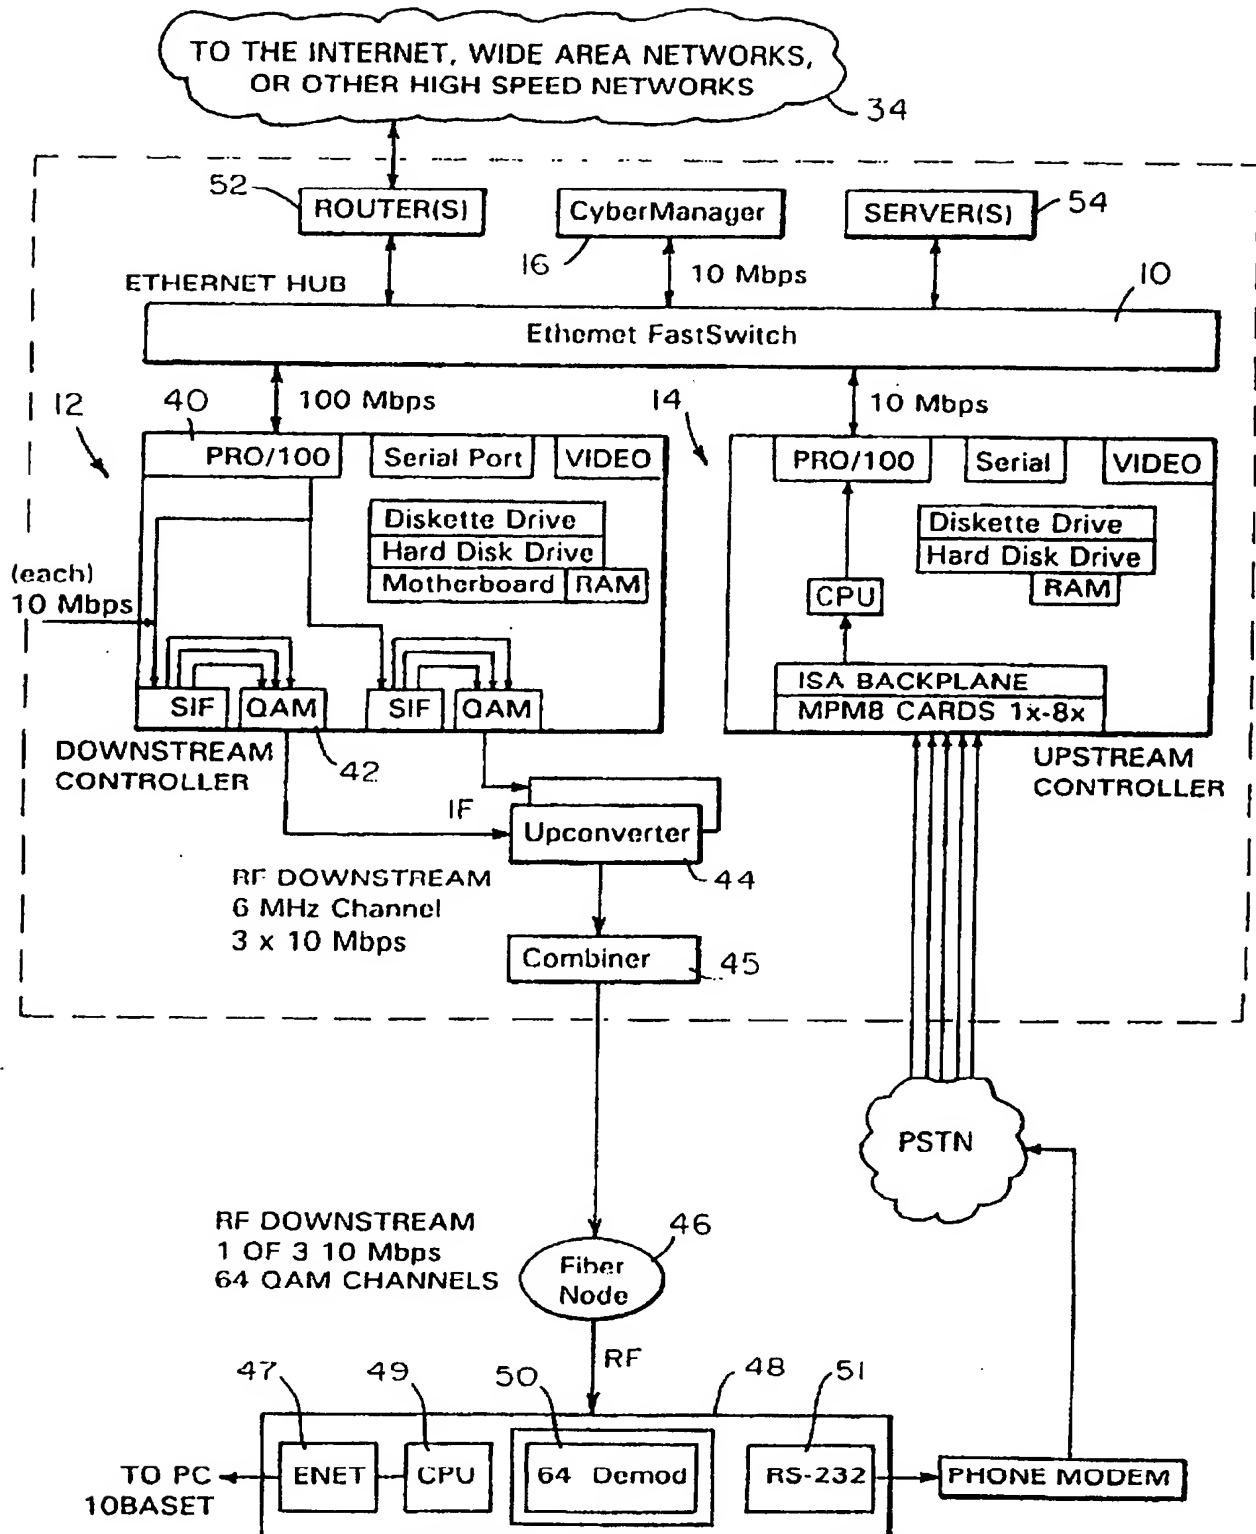 TO THE INTERNET, WIDE AREA NETWORKS,
OR OTHER HIGH SPEED NETWORKS
34
52
ROUTER(S)
CyberManager
16
SERVER(S)
54
10 Mbps
ETHERNET HUB
10
Ethernet FastSwitch
12
40
100 Mbps
14
10 Mbps
PRO/100
Serial Port
VIDEO
PRO/100
Serial
VIDEO
Diskette Drive
Hard Disk Drive
Motherboard
RAM
Diskette Drive
Hard Disk Drive
RAM
(each)
10 Mbps
CPU
ISA BACKPLANE
MPM8 CARDS 1x-8x
SIF
QAM
SIF
QAM
DOWNSTREAM
CONTROLLER
42
UPSTREAM
CONTROLLER
IF
Upconverter
44
RF DOWNSTREAM
6 MHz Channel
3 x 10 Mbps
Combiner
45
PSTN
RF DOWNSTREAM
1 OF 3 10 Mbps
64 QAM CHANNELS
46
Fiber
Node
RF
47
49
50
48
51
TO PC
10BASET
ENET
CPU
64 Demod
RS-232
PHONE MODEM